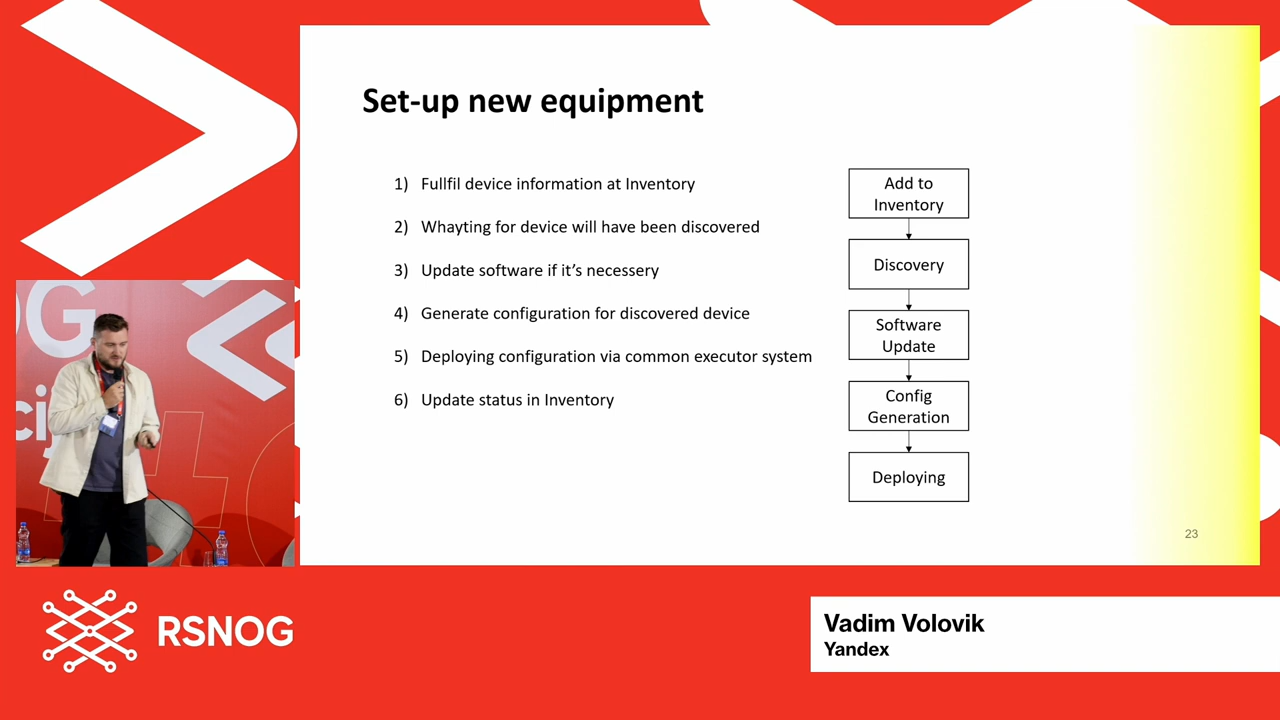 Set-up new equipment
1) Fullfil device information at Inventory
2) Whayting for device will have been discovered
3) Update software if it's necessery
4) Generate configuration for discovered device
5) Deploying configuration via common executor system
6) Update status in Inventory
Add to
Inventory
Discovery
Software
Update
Config
Generation
Deploying
23
OG
cij
RSNOG
Vadim Volovik
Yandex